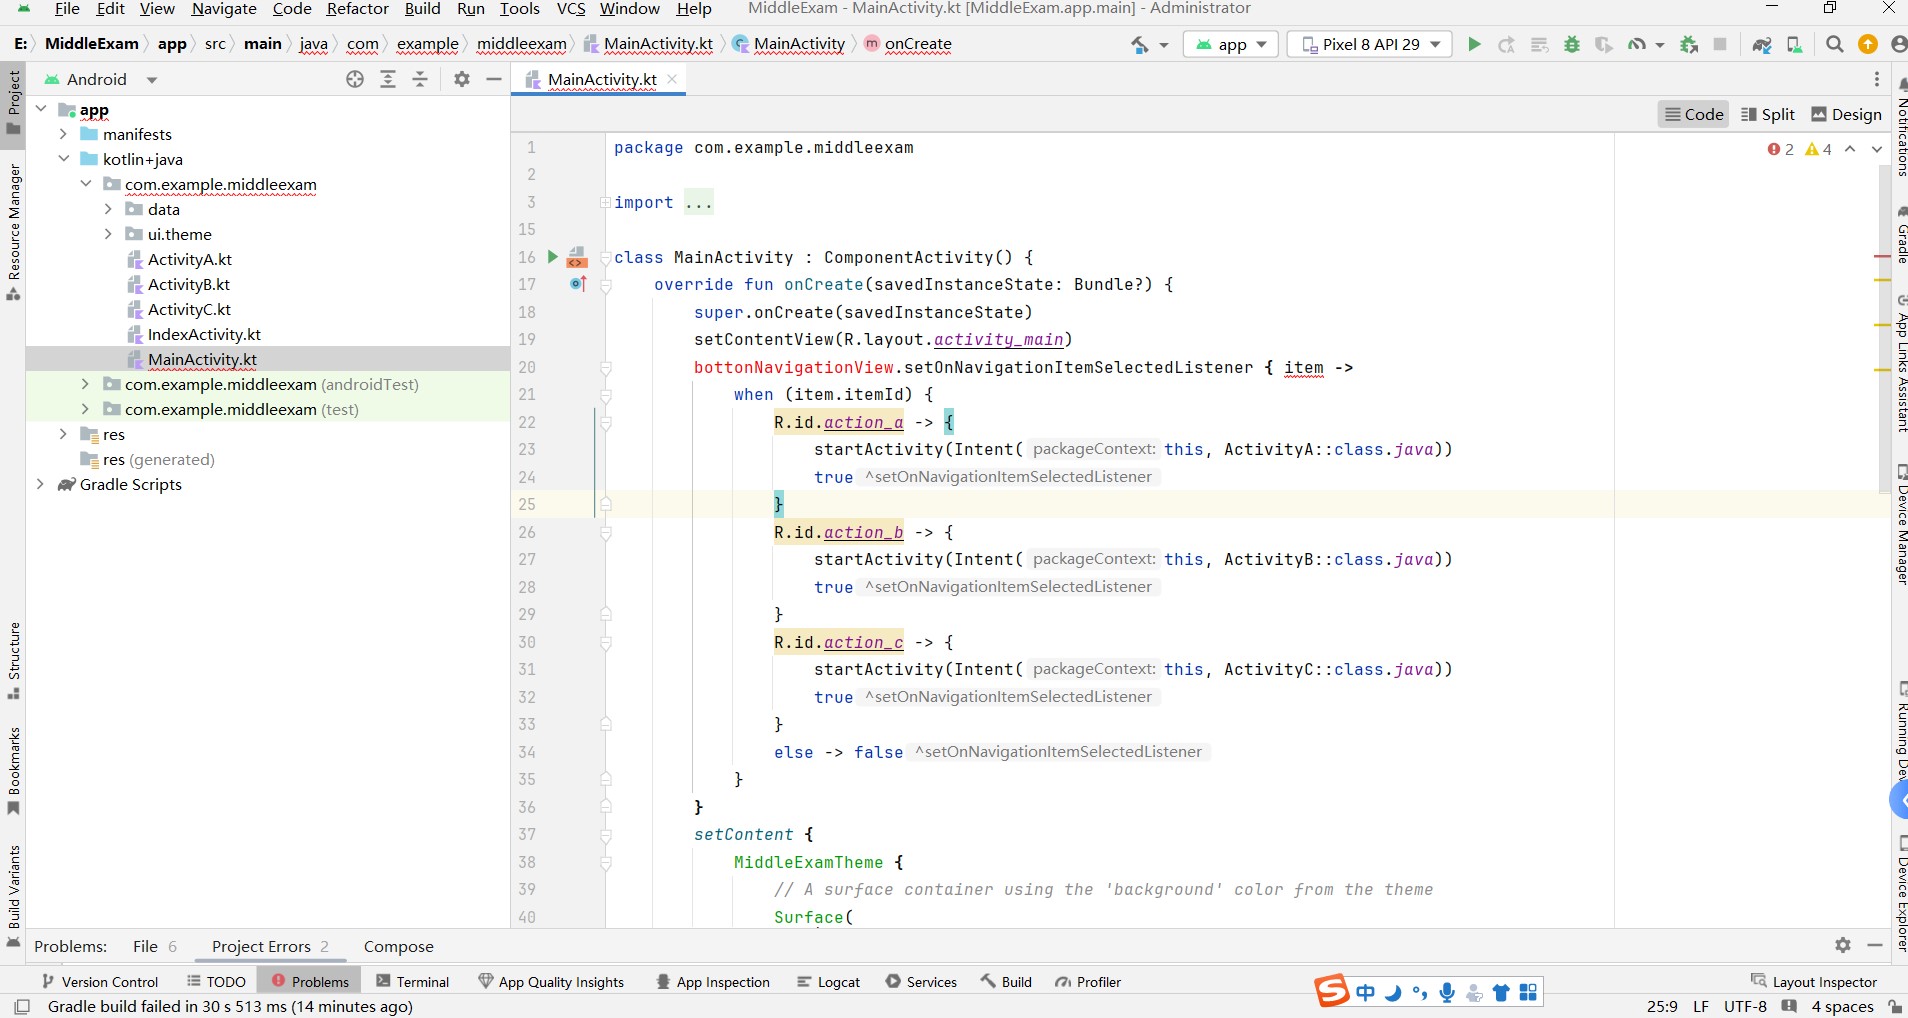 File Edit View Navigate Code Refactor Build Run Tools VCS Window Help MiddleExam - MainActivity.kt [MiddleExam.app.main] - Administrator
E: MiddleExam app src main java com example middleexam MainActivity.kt MainActivity onCreate app Pixel 8 API 29
Project
Android
MainActivity.kt
Code Split Design
Notifications
app
manifests
kotlin+java
com.example.middleexam
data
ui.theme
ActivityA.kt
ActivityB.kt
ActivityC.kt
IndexActivity.kt
MainActivity.kt
com.example.middleexam (androidTest)
com.example.middleexam (test)
res
res (generated)
Gradle Scripts
Resource Manager
Structure
Bookmarks
Build Variants
2 4
1 package com.example.middleexam
2
3 import ...
15
16 class MainActivity : ComponentActivity() {
17 override fun onCreate(savedInstanceState: Bundle?) {
18 super.onCreate(savedInstanceState)
19 setContentView(R.layout.activity_main)
20 bottonNavigationView.setOnNavigationItemSelectedListener { item ->
21 when (item.itemId) {
22 R.id.action_a -> {
23 startActivity(Intent( packageContext: this, ActivityA::class.java))
24 true ^setOnNavigationItemSelectedListener
25 }
26 R.id.action_b -> {
27 startActivity(Intent( packageContext: this, ActivityB::class.java))
28 true ^setOnNavigationItemSelectedListener
29 }
30 R.id.action_c -> {
31 startActivity(Intent( packageContext: this, ActivityC::class.java))
32 true ^setOnNavigationItemSelectedListener
33 }
34 else -> false ^setOnNavigationItemSelectedListener
35 }
36 }
37 setContent {
38 MiddleExamTheme {
39 // A surface container using the 'background' color from the theme
40 Surface(
Gradle
App Links Assistant
Device Manager
Running Dev
Device Explorer
Problems: File 6 Project Errors 2 Compose
Version Control TODO Problems Terminal App Quality Insights App Inspection Logcat Services Build Profiler Layout Inspector
S 中
Gradle build failed in 30 s 513 ms (14 minutes ago) 25:9 LF UTF-8 4 spaces